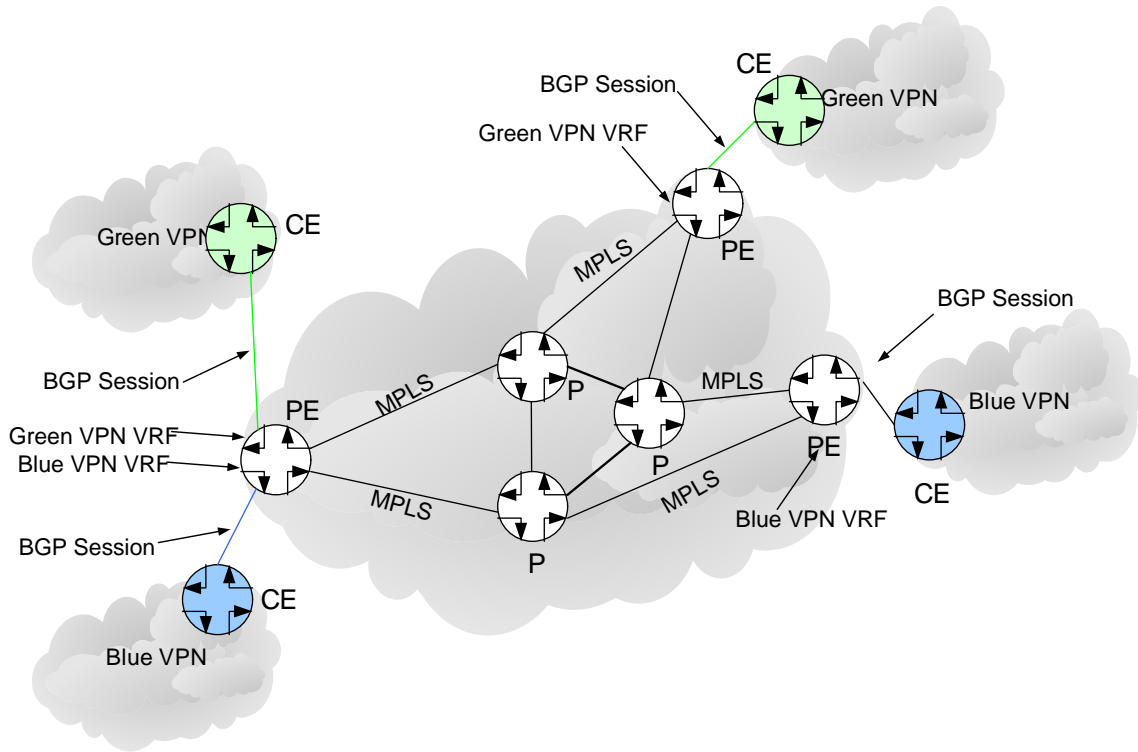 CE
BGP Session
Green VPN
Green VPN VRF
CE
Green VPN
PE
MPLS
BGP Session
BGP Session
MPLS
P
MPLS
Blue VPN
PE
Green VPN VRF
Blue VPN VRF
P
PE
MPLS
MPLS
CE
Blue VPN VRF
BGP Session
P
CE
Blue VPN